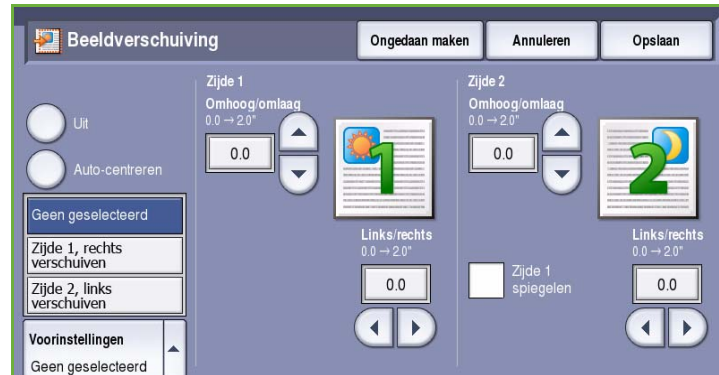 Beeldverschuiving
Ongedaan maken
Annuleren
Opslaan
Uit
Auto-centreren
Geen geselecteerd
Zijde 1, rechts
verschuiven
Zijde 2, links
verschuiven
Voorinstellingen
Geen geselecteerd
Zijde 1
Omhoog/omlaag
0.0 → 2.0"
0.0
1
Links/rechts
0.0 → 2.0"
0.0
Zijde 2
Omhoog/omlaag
0.0 → 2.0"
0.0
2
Zijde 1
spiegelen
Links/rechts
0.0 → 2.0"
0.0